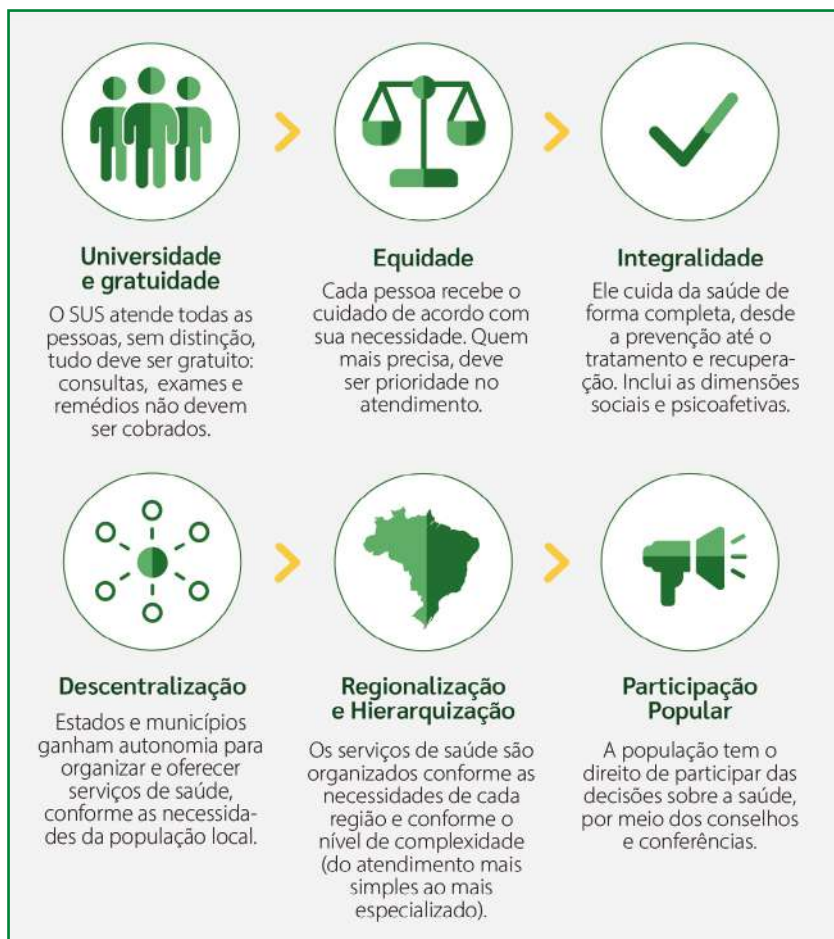 Universidade
e gratuidade
O SUS atende todas as
pessoas, sem distinção,
tudo deve ser gratuito:
consultas, exames e
remédios não devem
ser cobrados.
Equidade
Cada pessoa recebe o
cuidado de acordo com
sua necessidade. Quem
mais precisa, deve
ser prioridade no
atendimento.
Integralidade
Ele cuida da saúde de
forma completa, desde
a prevenção até o
tratamento e recupera-
ção. Inclui as dimensões
sociais e psicoafetivas.
Descentralização
Estados e municípios
ganham autonomia para
organizar e oferecer
serviços de saúde,
conforme as necessida-
des da população local.
Regionalização
e Hierarquização
Os serviços de saúde são
organizados conforme as
necessidades de cada
região e conforme o
nível de complexidade
(do atendimento mais
simples ao mais
especializado).
Participação
Popular
A população tem o
direito de participar das
decisões sobre a saúde,
por meio dos conselhos
e conferências.